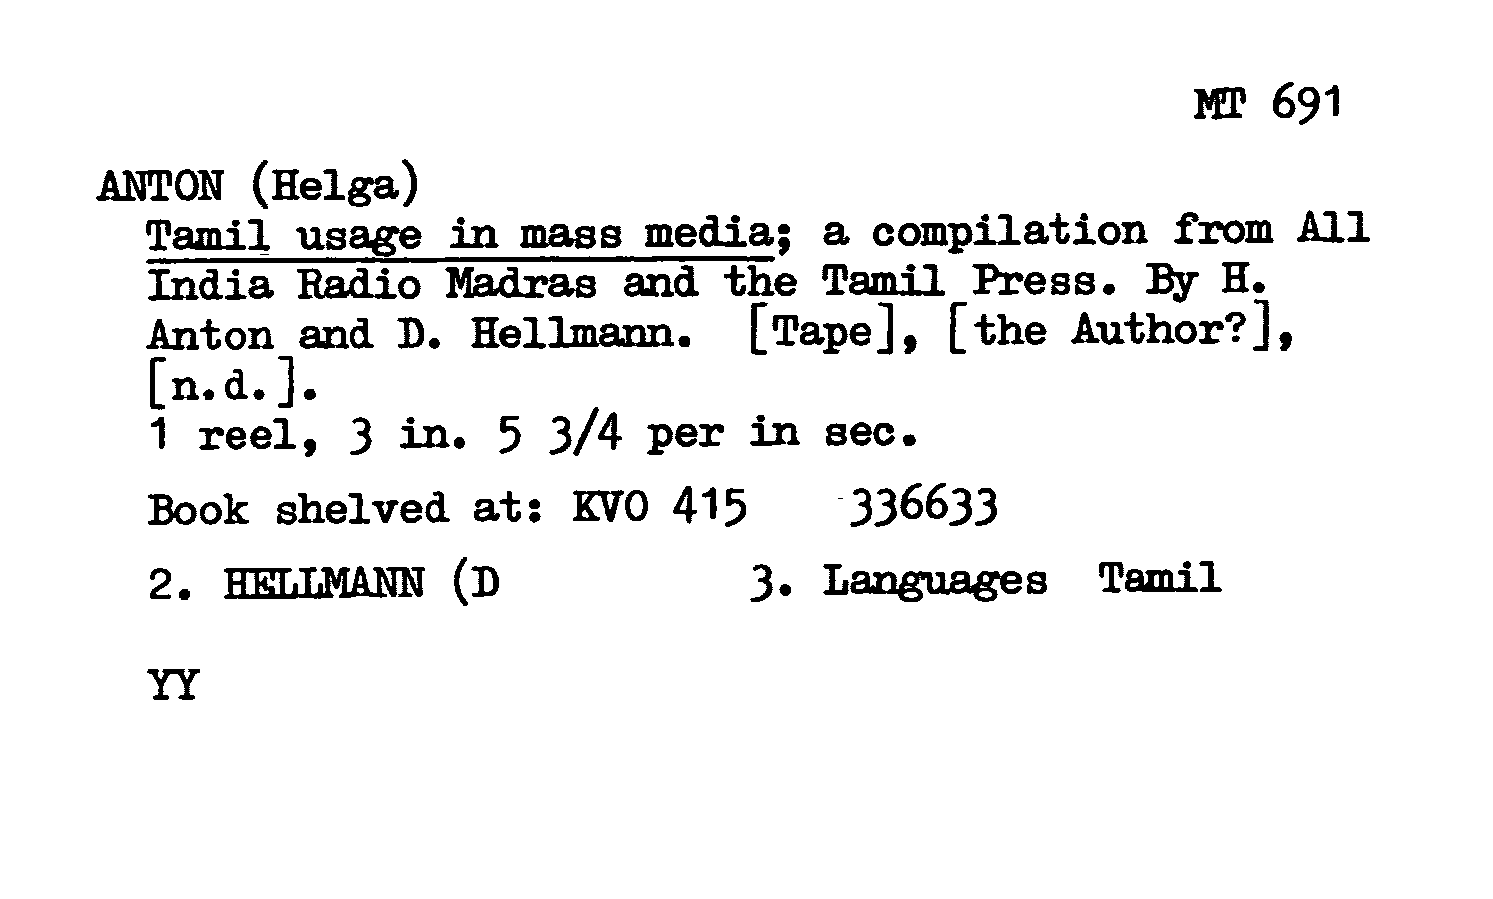 MT 691
ANTON (Helga)
Tamil usage in mass media; a compilation from All
India Radio Madras and the Tamil Press. By H.
Anton and D. Hellmann. [Tape], [the Author?],
[n.d.].
1 reel, 3 in. 5 3/4 per in sec.
Book shelved at: KVO 415 336633
2. HELLMANN (D 3. Languages Tamil
YY